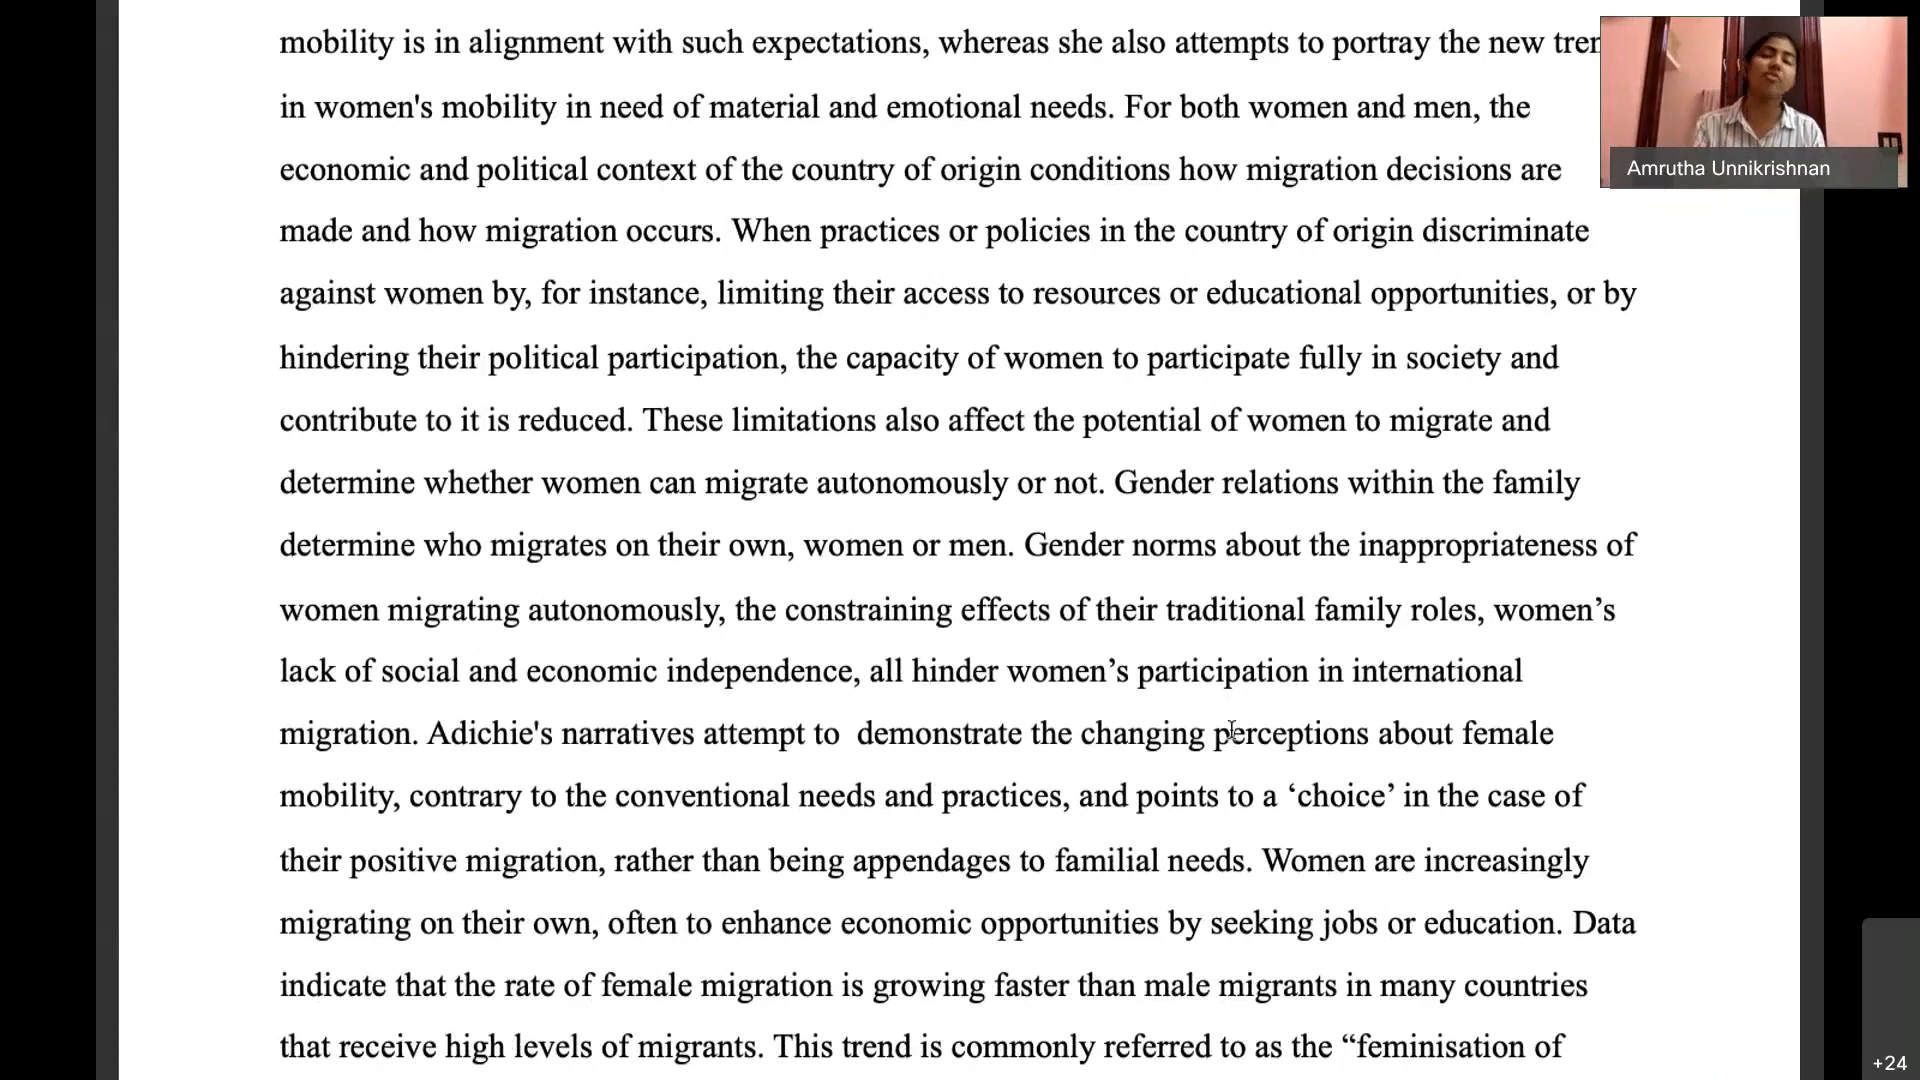 mobility is in alignment with such expectations, whereas she also attempts to portray the new
in women's mobility in need of material and emotional needs. For both women and men, the
economic and political context of the country of origin conditions how migration decisions are
made and how migration occurs. When practices or policies in the country of origin discriminate
against women by, for instance, limiting their access to resources or educational opportunities, or by
hindering their political participation, the capacity of women to participate fully in society and
contribute to it is reduced. These limitations also affect the potential of women to migrate and
determine whether women can migrate autonomously or not. Gender relations within the family
determine who migrates on their own, women or men. Gender norms about the inappropriateness of
women migrating autonomously, the constraining effects of their traditional family roles, women’s
lack of social and economic independence, all hinder women’s participation in international
migration. Adichie's narratives attempt to  demonstrate the changing perceptions about female
mobility, contrary to the conventional needs and practices, and points to a ‘choice’ in the case of
their positive migration, rather than being appendages to familial needs. Women are increasingly
migrating on their own, often to enhance economic opportunities by seeking jobs or education. Data
indicate that the rate of female migration is growing faster than male migrants in many countries
that receive high levels of migrants. This trend is commonly referred to as the “feminisation of
Amrutha Unnikrishnan
+24